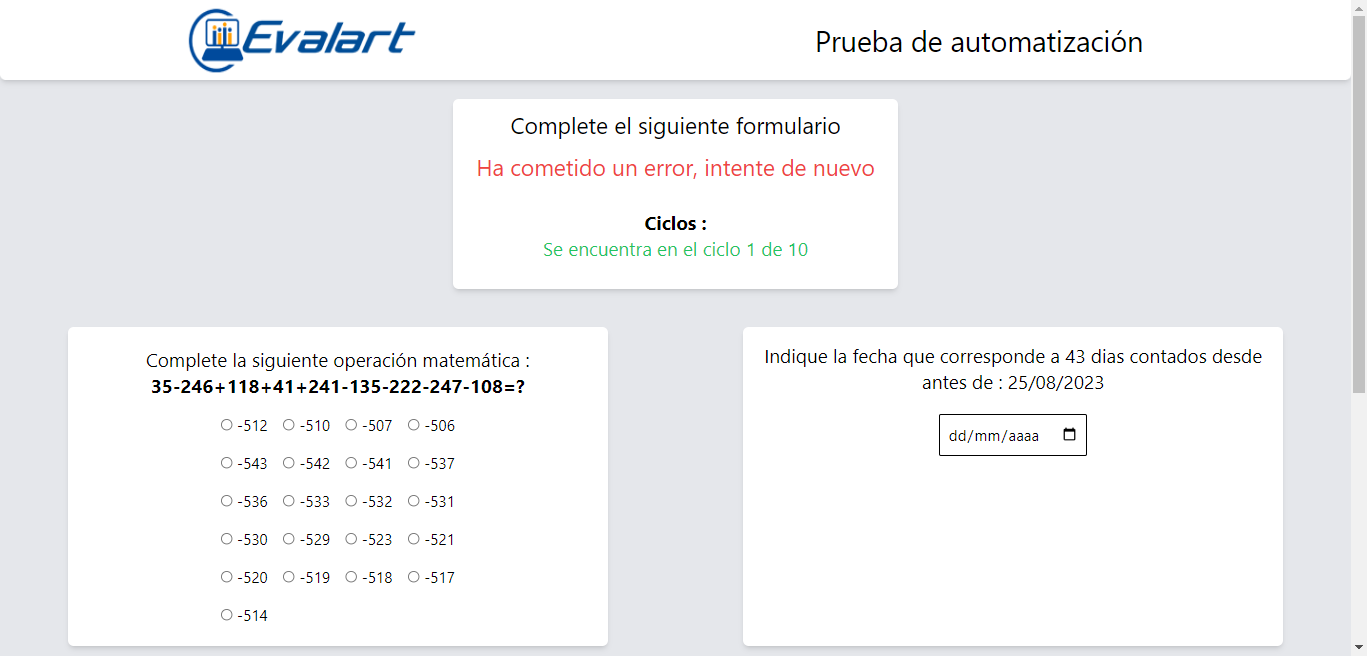 Evalart
Prueba de automatización
Complete el siguiente formulario
Ha cometido un error, intente de nuevo
Ciclos :
Se encuentra en el ciclo 1 de 10
Complete la siguiente operación matemática :
35-246+118+41+241-135-222-247-108=?
-512 -510 -507 -506
-543 -542 -541 -537
-536 -533 -532 -531
-530 -529 -523 -521
-520 -519 -518 -517
-514
Indique la fecha que corresponde a 43 dias contados desde
antes de : 25/08/2023
dd/mm/aaaa